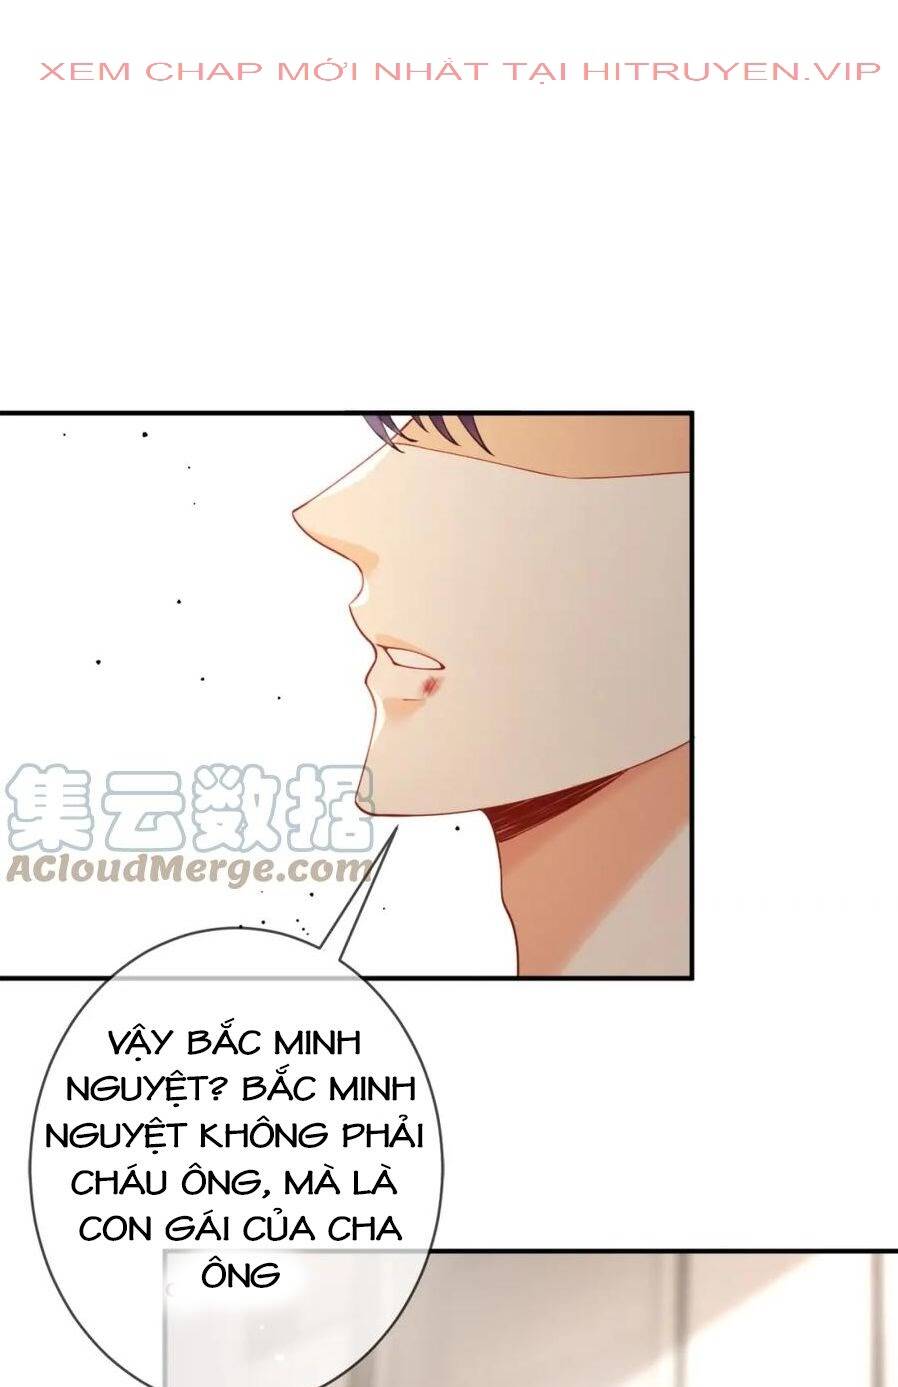 XEM CHAP MỚI NHẤT TẠI HITRUYEN.VIP
集云数据
AcloudMerge.com
VẬY BẮC MINH
NGUYỆT? BẮC MINH
NGUYỆT KHÔNG PHẢI
CHÁU ÔNG, MÀ LÀ
CON GÁI CỦA CHA
ÔNG